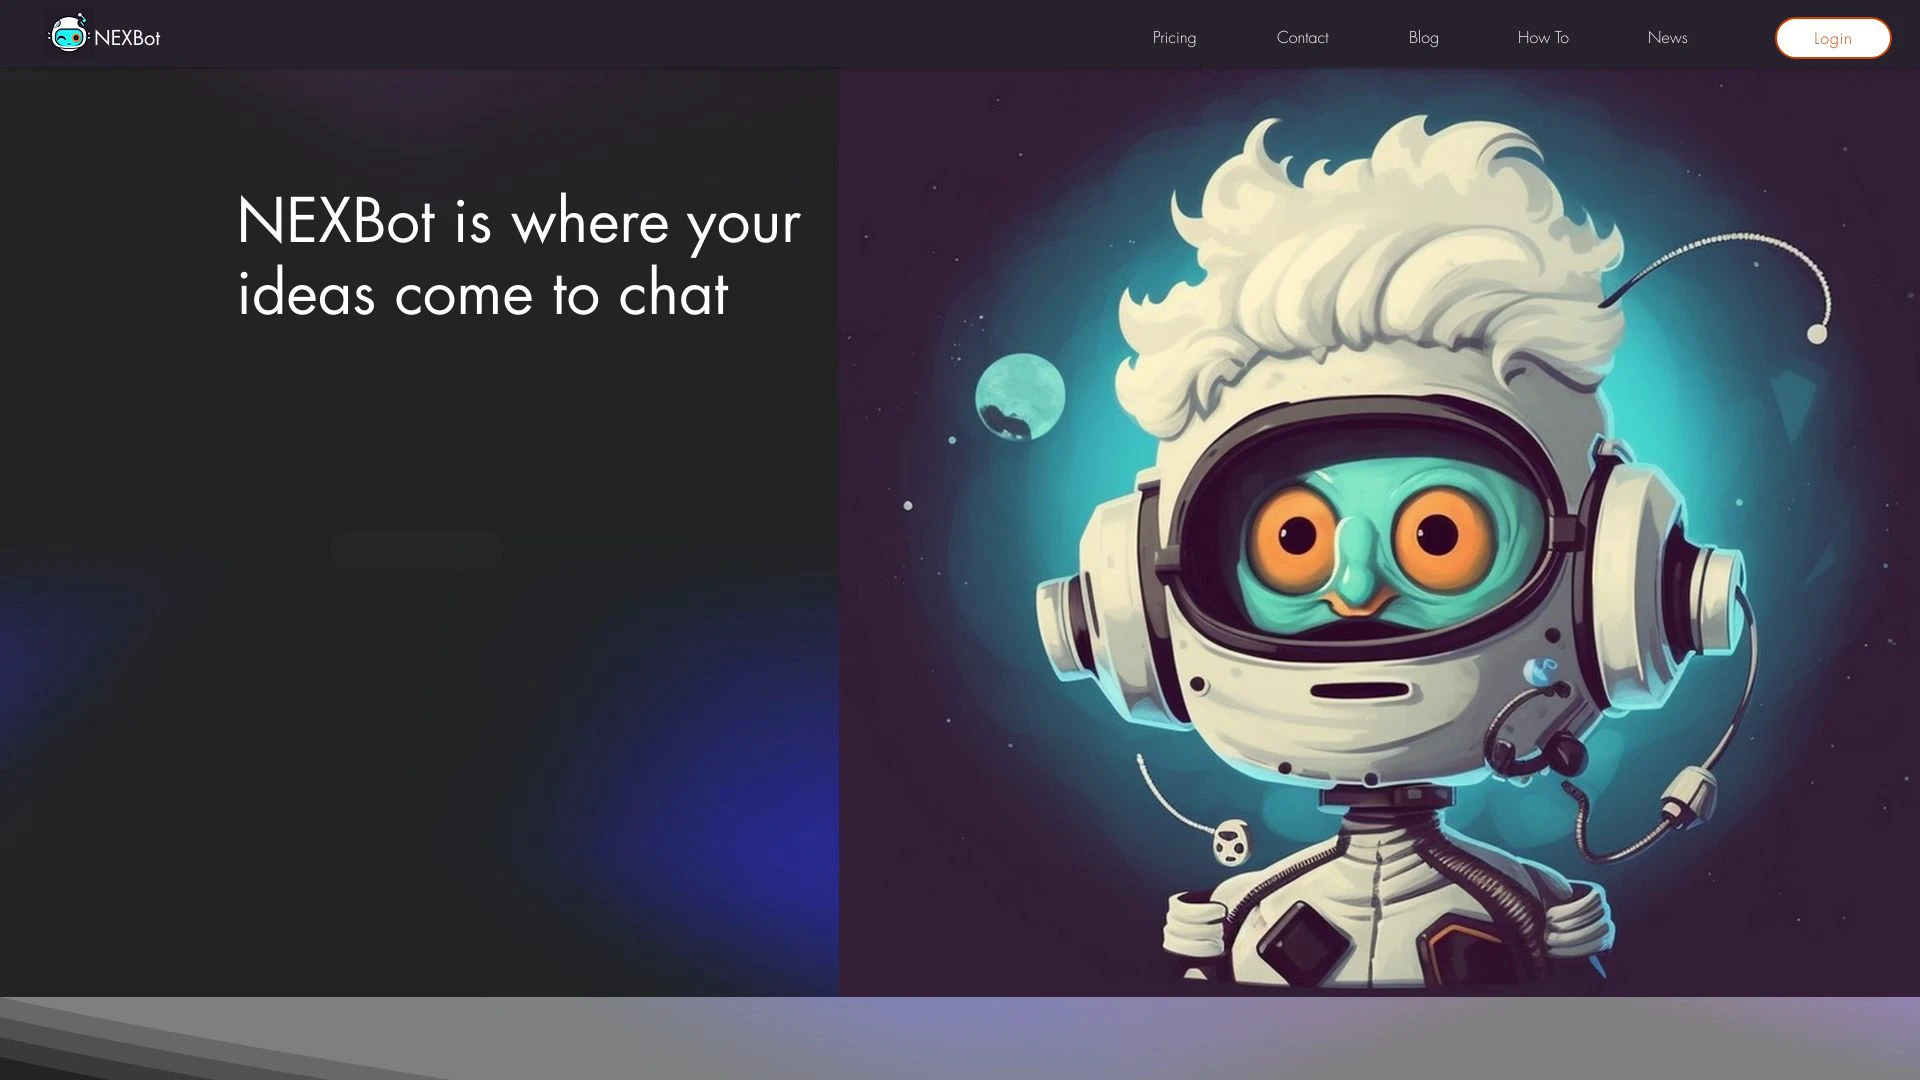 NEXBot
Pricing
Contact
Blog
How To
News
Login
NEXBot is where your
ideas come to chat